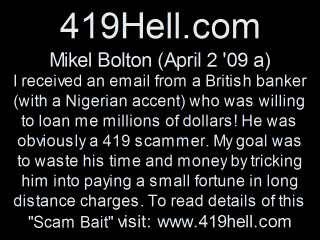 419Hell.com
Mikel Bolton (April 2 '09 a)
I received an email from a British banker
(with a Nigerian accent) who was willing
to loan me millions of dollars! He was
obviously a 419 scammer. My goal was
to waste his time and money by tricking
him into paying a small fortune in long
distance charges. To read details of this
"Scam Bait" visit: www.419hell.com